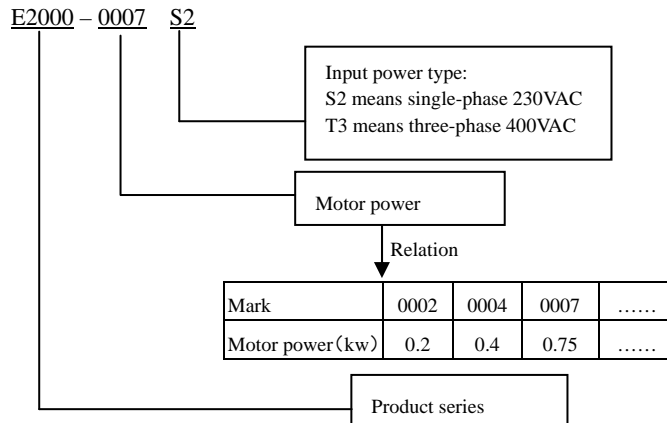 E2000－0007 S2
Input power type:
S2 means single-phase 230VAC
T3 means three-phase 400VAC
Motor power
Relation
Mark 0002 0004 0007 ……
Motor power（kw） 0.2 0.4 0.75 ……
Product series